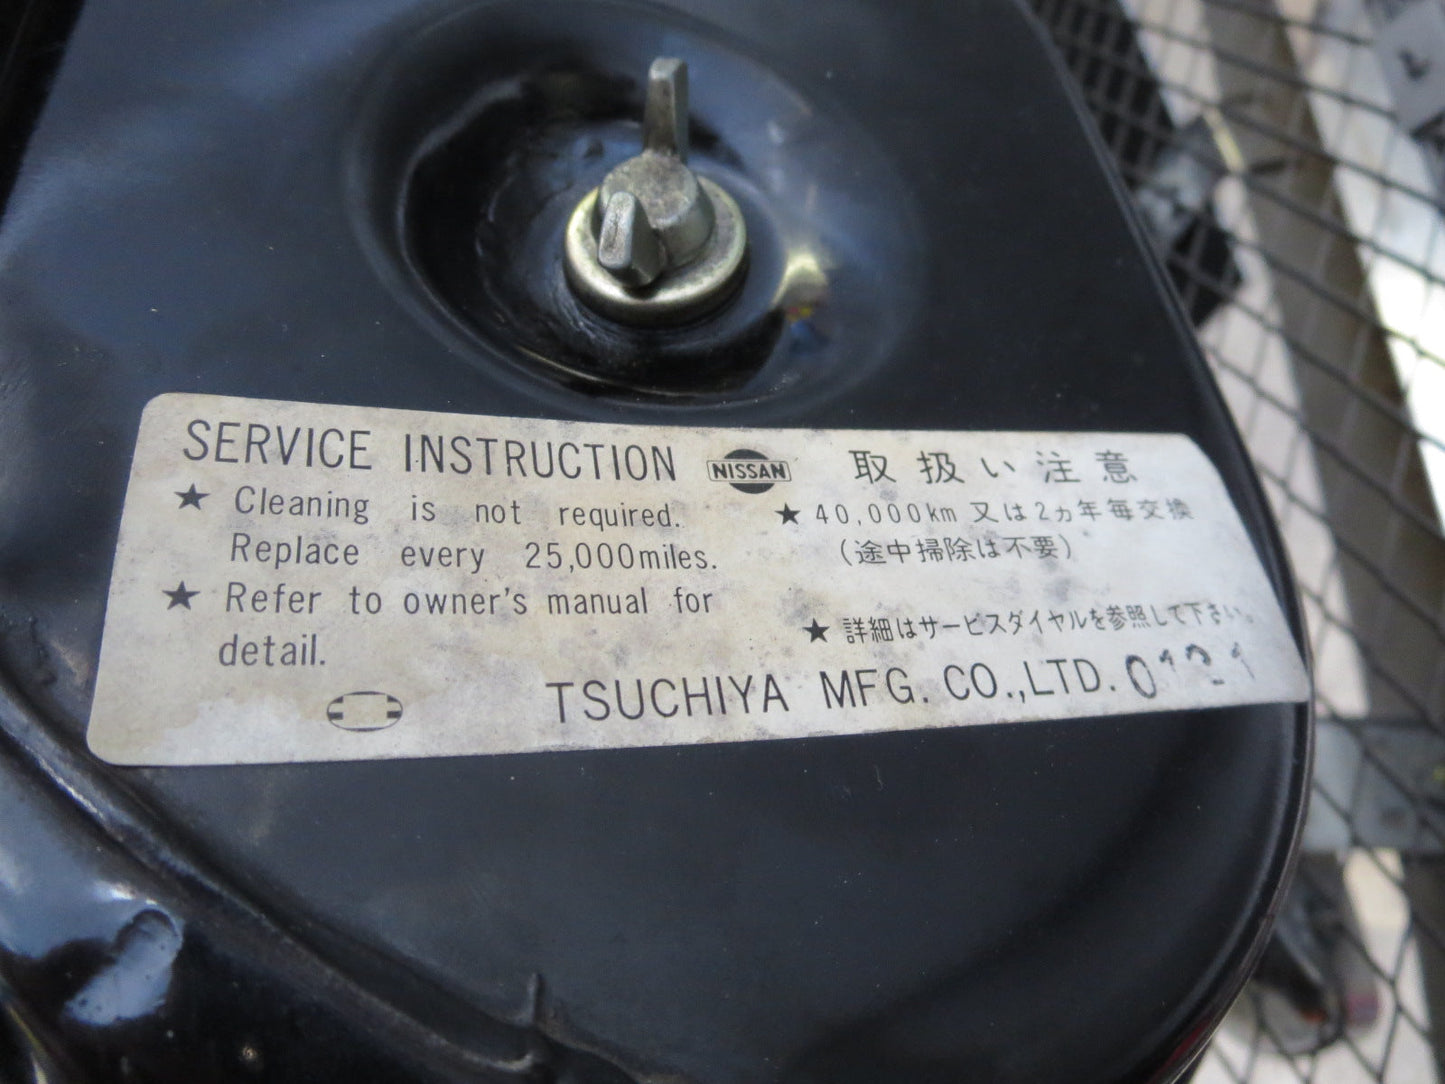 SERVICE INSTRUCTION
★ Cleaning is not required.
Replace every 25,000miles.
★ Refer to owner's manual for
detail.
NISSAN
取扱い注意
★ 40,000km 又は2ヵ年毎交換
(途中掃除は不要)
★ 詳細はサービスダイヤルを参照して下さい。
TSUCHIYA MFG. CO.,LTD. 0121